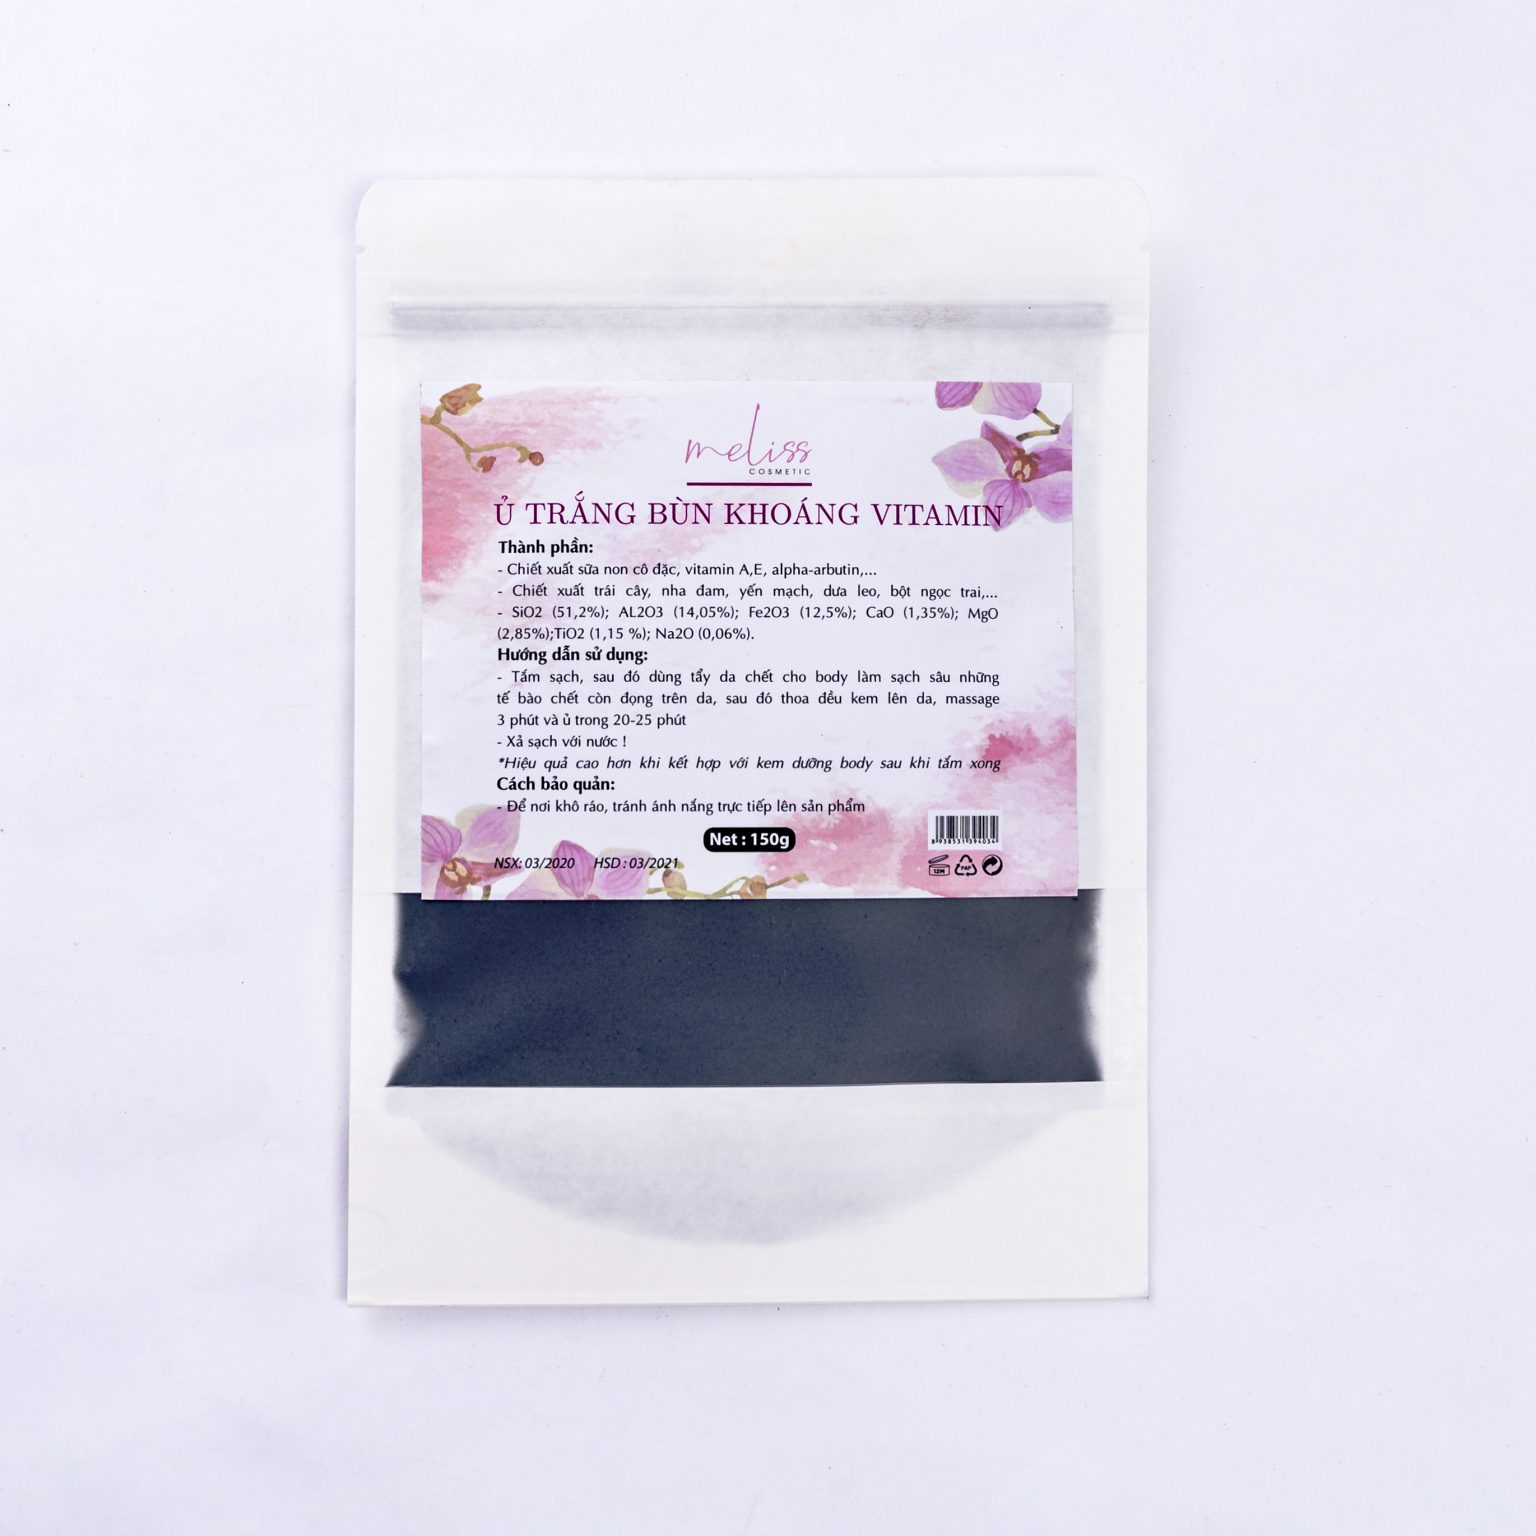 meliss
COSMETIC
Ủ TRẮNG BÙN KHOÁNG VITAMIN
Thành phần:
- Chiết xuất sữa non cô đặc, vitamin A,E, alpha-arbutin,...
- Chiết xuất trái cây, nha đam, yến mạch, dưa leo, bột ngọc trai,...
- SiO2 (51,2%); AL2O3 (14,05%); Fe2O3 (12,5%); CaO (1,35%); MgO
(2,85%);TiO2 (1,15 %); Na2O (0,06%).
Hướng dẫn sử dụng:
- Tắm sạch, sau đó dùng tẩy da chết cho body làm sạch sâu những
tế bào chết còn đọng trên da, sau đó thoa đều kem lên da, massage
3 phút và ủ trong 20-25 phút
- Xả sạch với nước !
*Hiệu quả cao hơn khi kết hợp với kem dưỡng body sau khi tắm xong
Cách bảo quản:
- Để nơi khô ráo, tránh ánh nắng trực tiếp lên sản phẩm
Net : 150g
8 938531 394034
NSX: 03/2020 HSD : 03/2021
12M
PAP